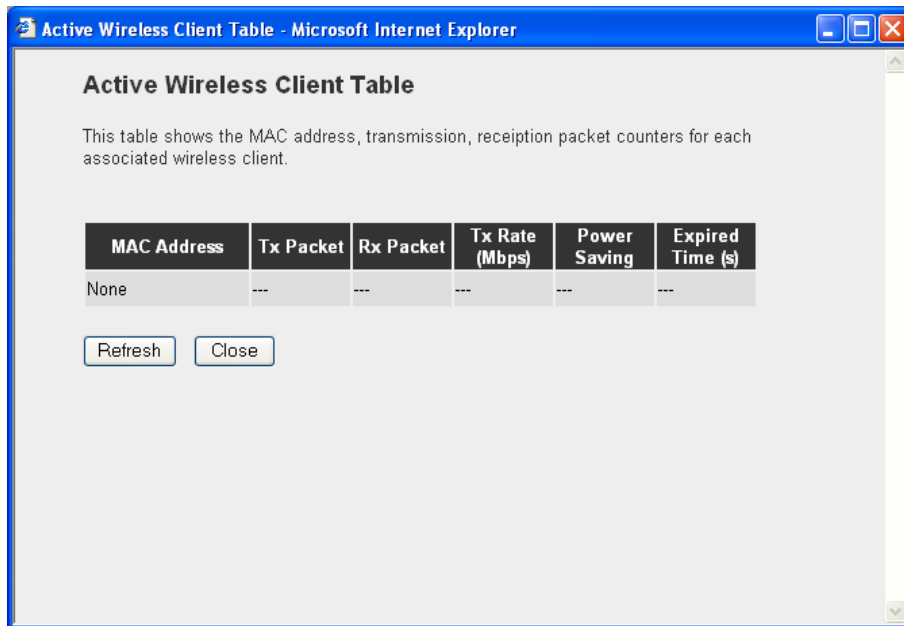 Active Wireless Client Table - Microsoft Internet Explorer
Active Wireless Client Table
This table shows the MAC address, transmission, receiption packet counters for each
associated wireless client.
MAC Address Tx Packet Rx Packet Tx Rate (Mbps) Power Saving Expired Time (s)
None --- --- --- --- ---
Refresh Close